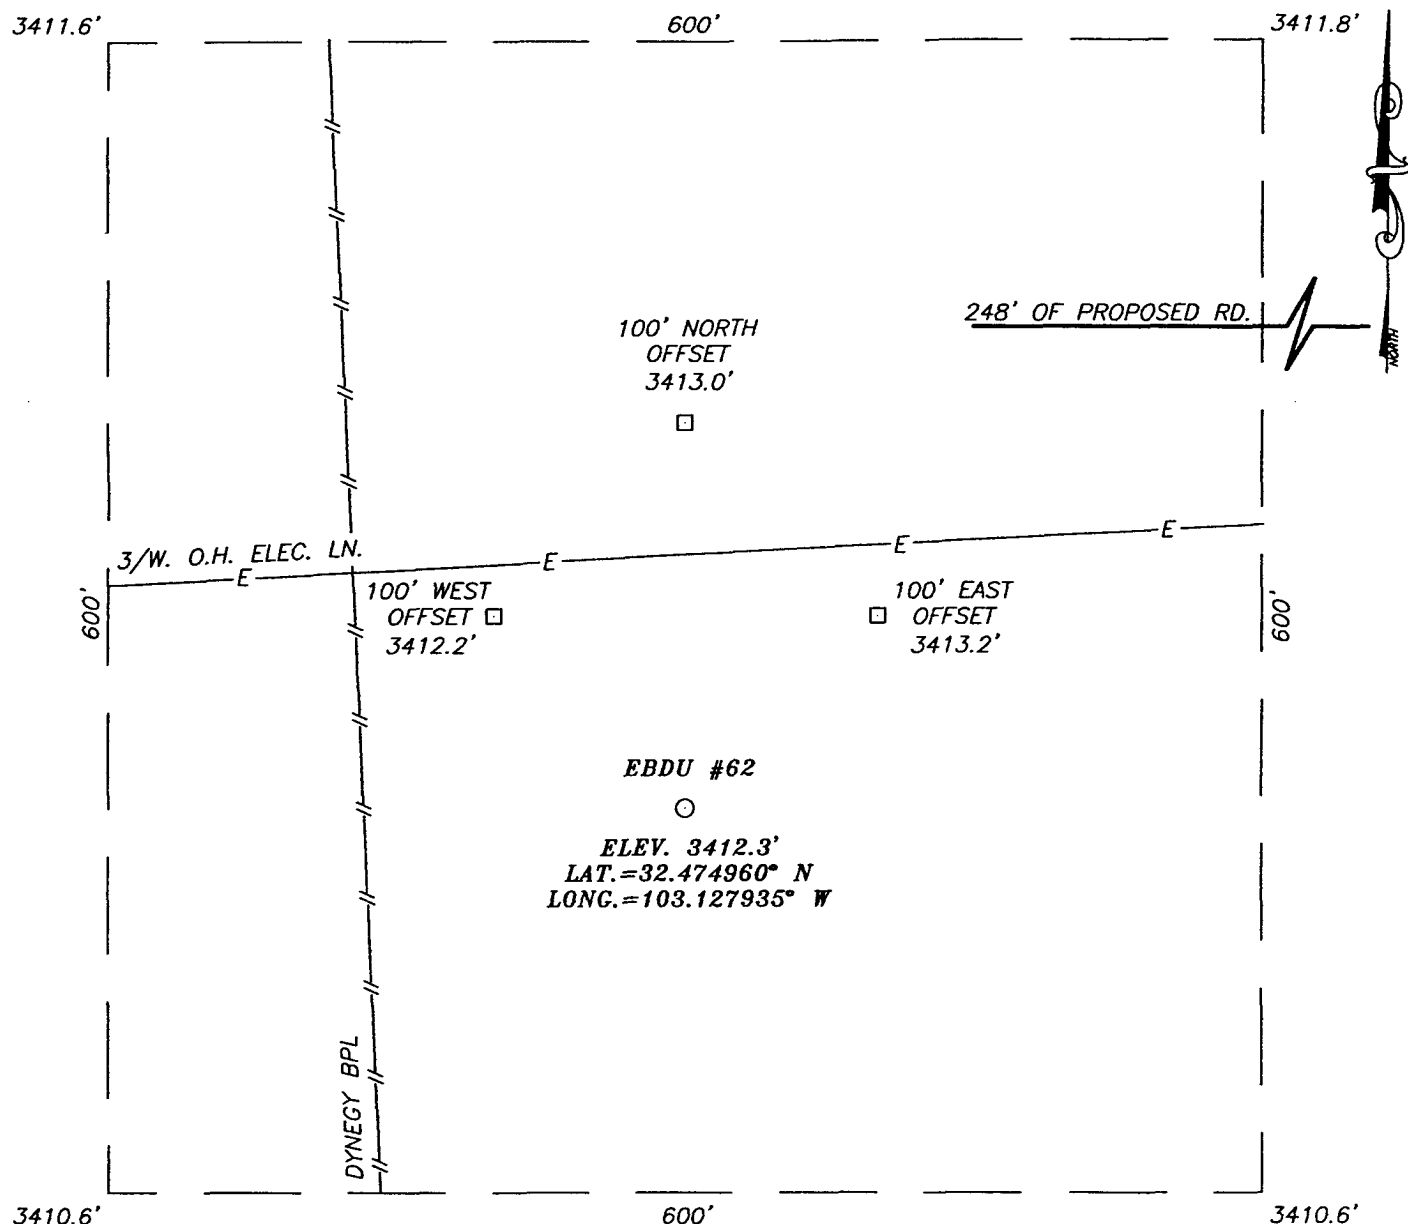 3411.6'
600'
3411.8'
NORTH
248' OF PROPOSED RD.
100' NORTH
OFFSET
3413.0'
3/W. O.H. ELEC. LN.
E
E
E
E
600'
100' WEST
OFFSET
3412.2'
100' EAST
OFFSET
3413.2'
600'
EBDU #62
ELEV. 3412.3'
LAT.=32.474960° N
LONG.=103.127935° W
DYNEGY BPL
3410.6'
600'
3410.6'